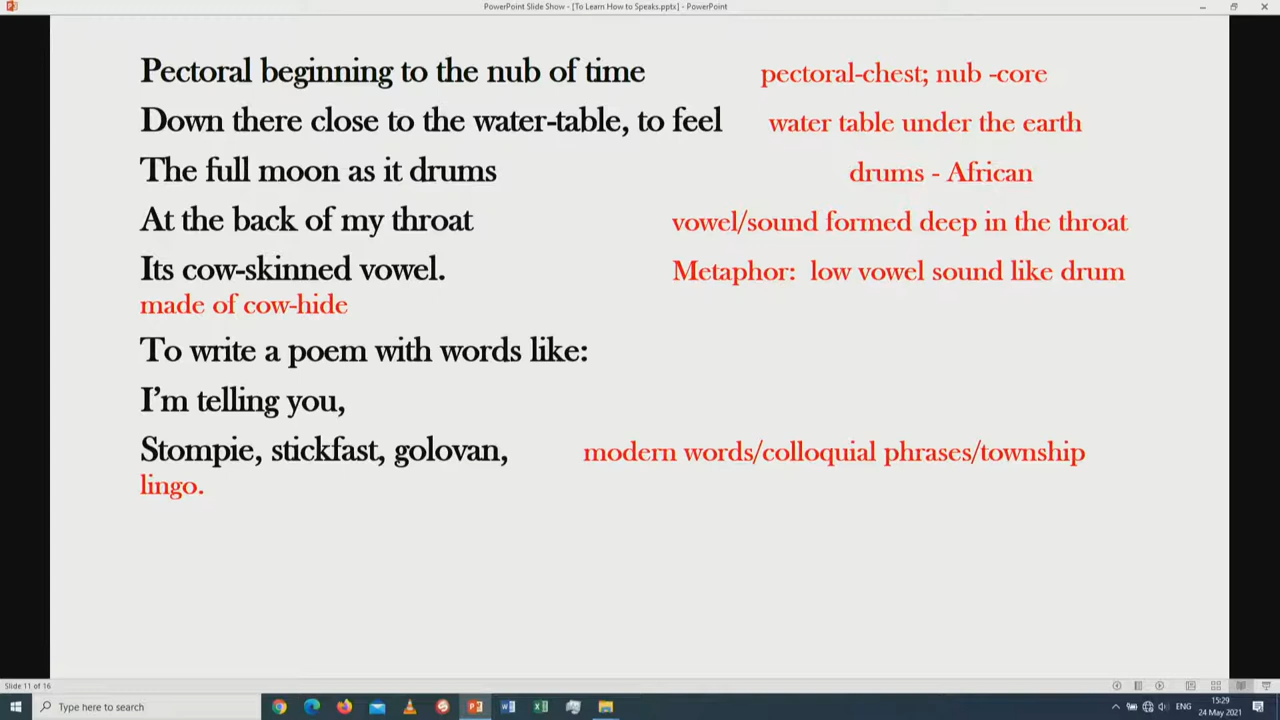 PowerPoint Slide Show - [To Learn How to Speaks.pptx] - PowerPoint
Pectoral beginning to the nub of time pectoral-chest; nub -core
Down there close to the water-table, to feel water table under the earth
The full moon as it drums drums - African
At the back of my throat vowel/sound formed deep in the throat
Its cow-skinned vowel. Metaphor: low vowel sound like drum
made of cow-hide
To write a poem with words like:
I'm telling you,
Stompie, stickfast, golovan, modern words/colloquial phrases/township
lingo.
Slide 11 of 16
Type here to search
ENG
15:29
24 May 2021